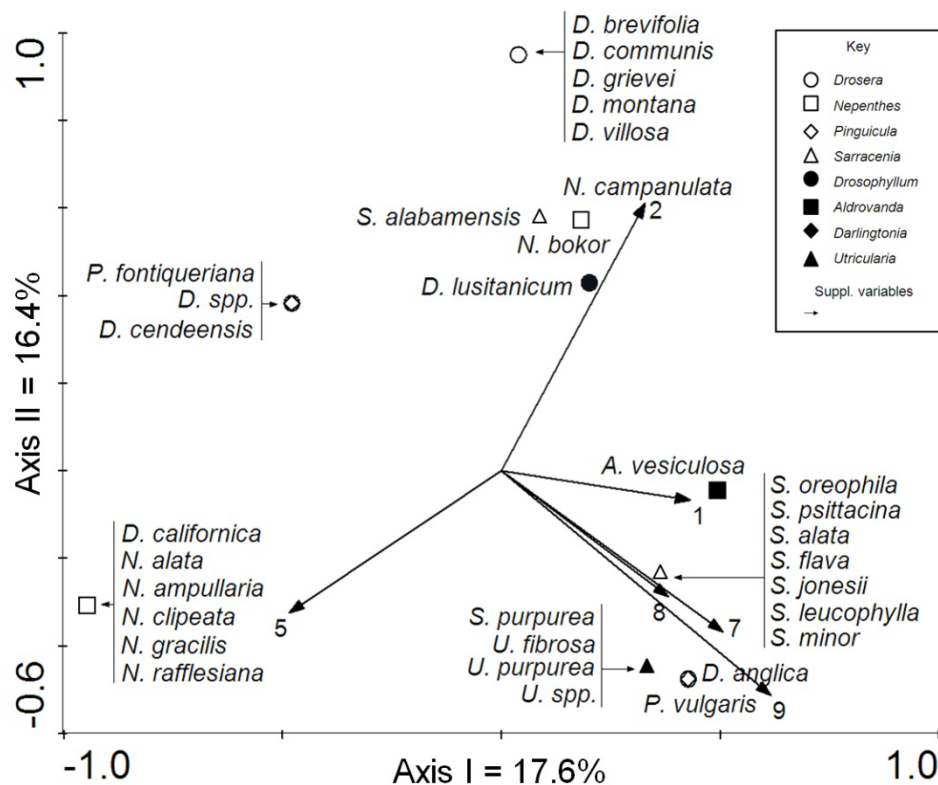 D. brevifolia
D. communis
D. grievei
D. montana
D. villosa
Key
Drosera
Nepenthes
Pinguicula
Sarracenia
Drosophyllum
Aldrovanda
Darlingtonia
Utricularia
Suppl. variables
1.0
N. campanulata
2
S. alabamensis
N. bokor
D. lusitanicum
P. fontiqueriana
D. spp.
D. cendeensis
Axis II = 16.4%
A. vesiculosa
1
S. oreophila
S. psittacina
S. alata
S. flava
S. jonesii
S. leucophylla
S. minor
D. californica
N. alata
N. ampullaria
N. clipeata
N. gracilis
N. rafflesiana
5
8
7
S. purpurea
U. fibrosa
U. purpurea
U. spp.
D. anglica
P. vulgaris
9
-0.6
-1.0
Axis I = 17.6%
1.0